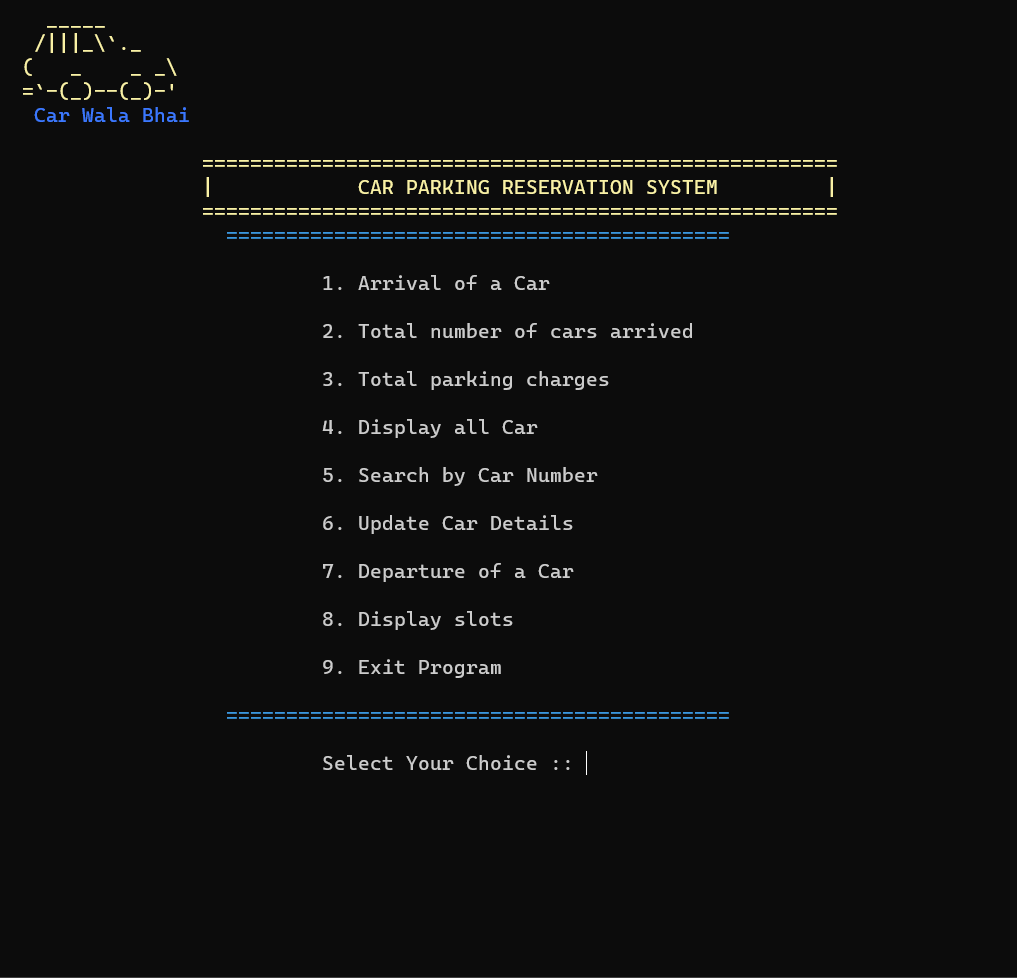 Car Wala Bhai
=====================================================
|            CAR PARKING RESERVATION SYSTEM         |
=====================================================
==========================================
1. Arrival of a Car
2. Total number of cars arrived
3. Total parking charges
4. Display all Car
5. Search by Car Number
6. Update Car Details
7. Departure of a Car
8. Display slots
9. Exit Program
==========================================
Select Your Choice ::